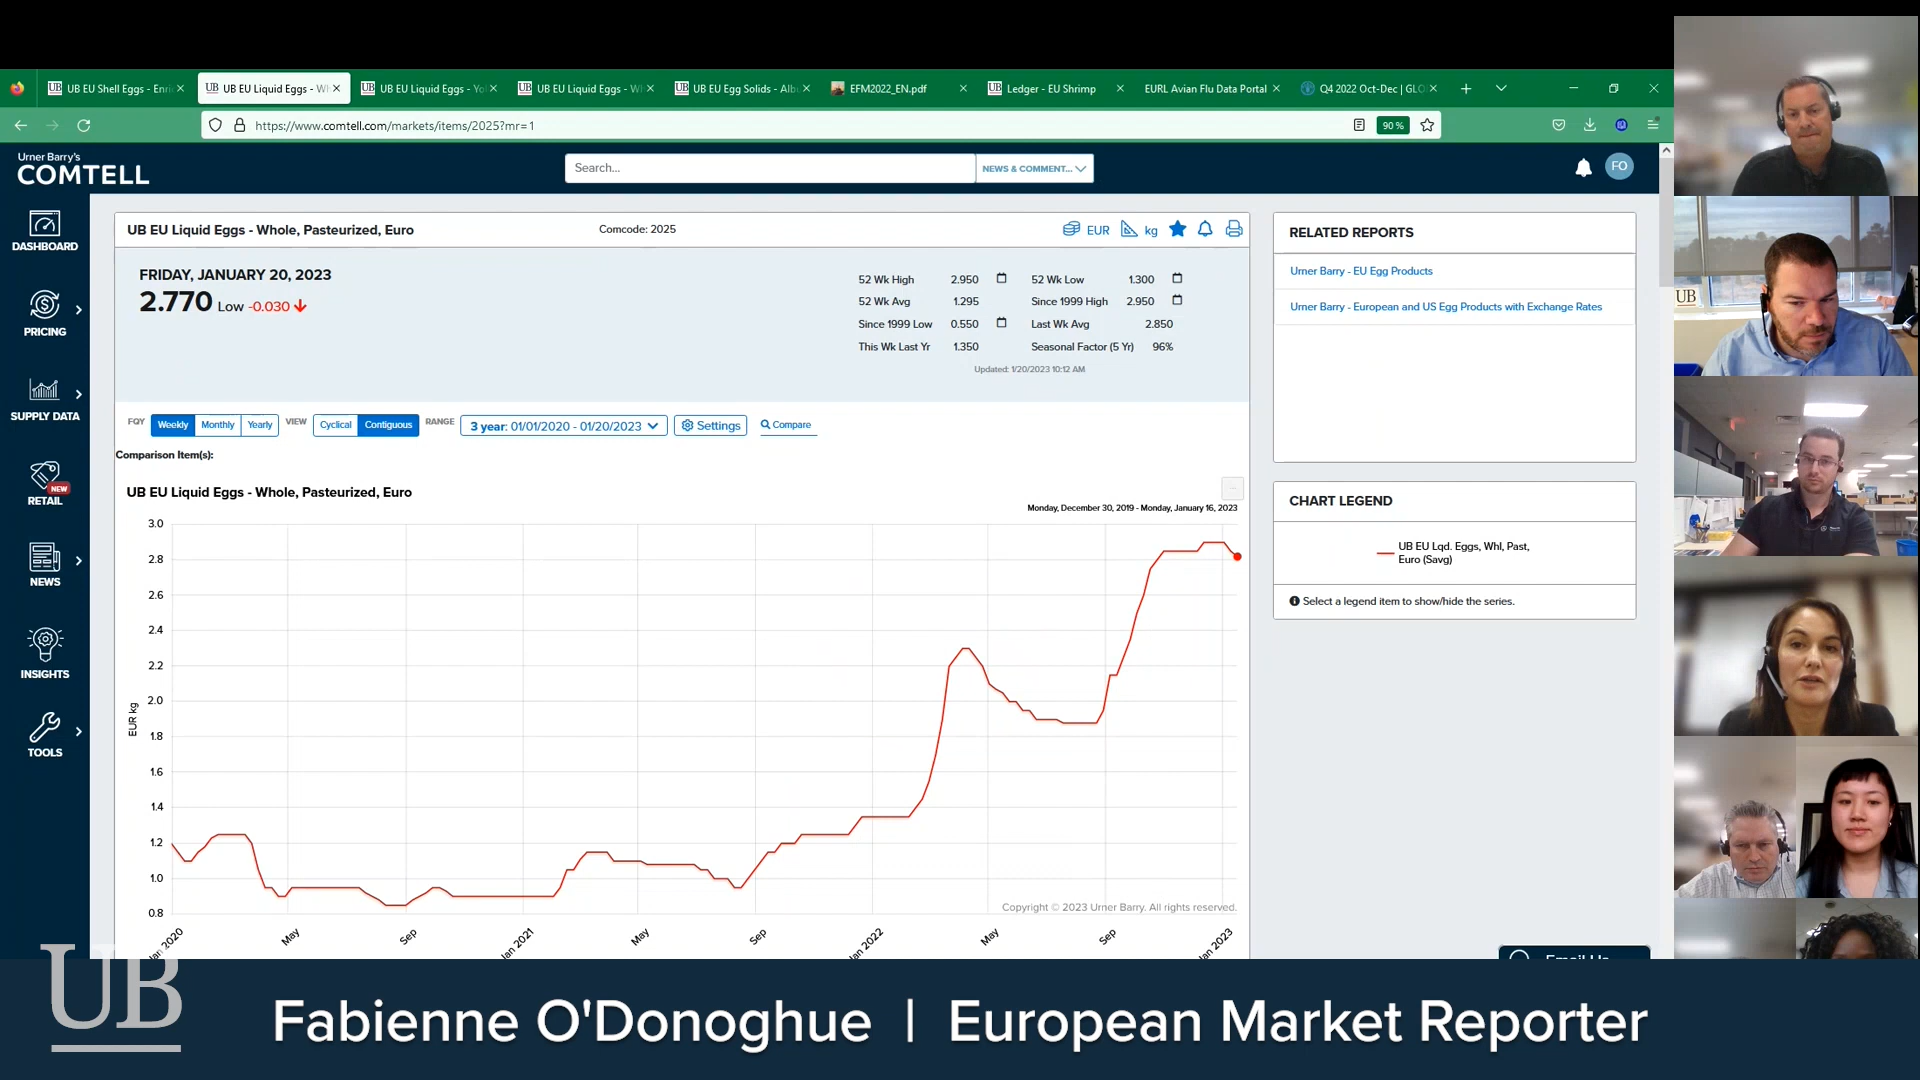 UB EU Shell Eggs - Enri
UB EU Liquid Eggs - Wh
UB EU Liquid Eggs - Yo
UB EU Liquid Eggs - W
UB EU Egg Solids - Alb
EFM2022_EN.pdf
Ledger - EU Shrimp
EURL Avian Flu Data Portal
Q4 2022 Oct-Dec | GLO
https://www.comtell.com/markets/items/2025?mr=1
90%
Urner Barry's
COMTELL
Search...
NEWS & COMMENT...
FO
DASHBOARD
PRICING
SUPPLY DATA
NEW
RETAIL
NEWS
INSIGHTS
TOOLS
UB EU Liquid Eggs - Whole, Pasteurized, Euro
Comcode: 2025
EUR
kg
FRIDAY, JANUARY 20, 2023
2.770 Low -0.030
52 Wk High 2.950 52 Wk Low 1.300
52 Wk Avg 1.295 Since 1999 High 2.950
Since 1999 Low 0.550 Last Wk Avg 2.850
This Wk Last Yr 1.350 Seasonal Factor (5 Yr) 96%
Updated: 1/20/2023 10:12 AM
FQY Weekly Monthly Yearly VIEW Cyclical Contiguous RANGE 3 year: 01/01/2020 - 01/20/2023 Settings Compare
Comparison Item(s):
UB EU Liquid Eggs - Whole, Pasteurized, Euro
Monday, December 30, 2019 - Monday, January 16, 2023
3.0
2.8
2.6
2.4
2.2
2.0
1.8
1.6
1.4
1.2
1.0
0.8
EUR kg
Copyright © 2023 Urner Barry. All rights reserved.
Jan 2020
May
Sep
Jan 2021
May
Sep
Jan 2022
May
Sep
Jan 2023
RELATED REPORTS
Urner Barry - EU Egg Products
Urner Barry - European and US Egg Products with Exchange Rates
CHART LEGEND
UB EU Lqd. Eggs, Whl, Past,
Euro (Savg)
Select a legend item to show/hide the series.
Email Us
UB
UB
Fabienne O'Donoghue | European Market Reporter